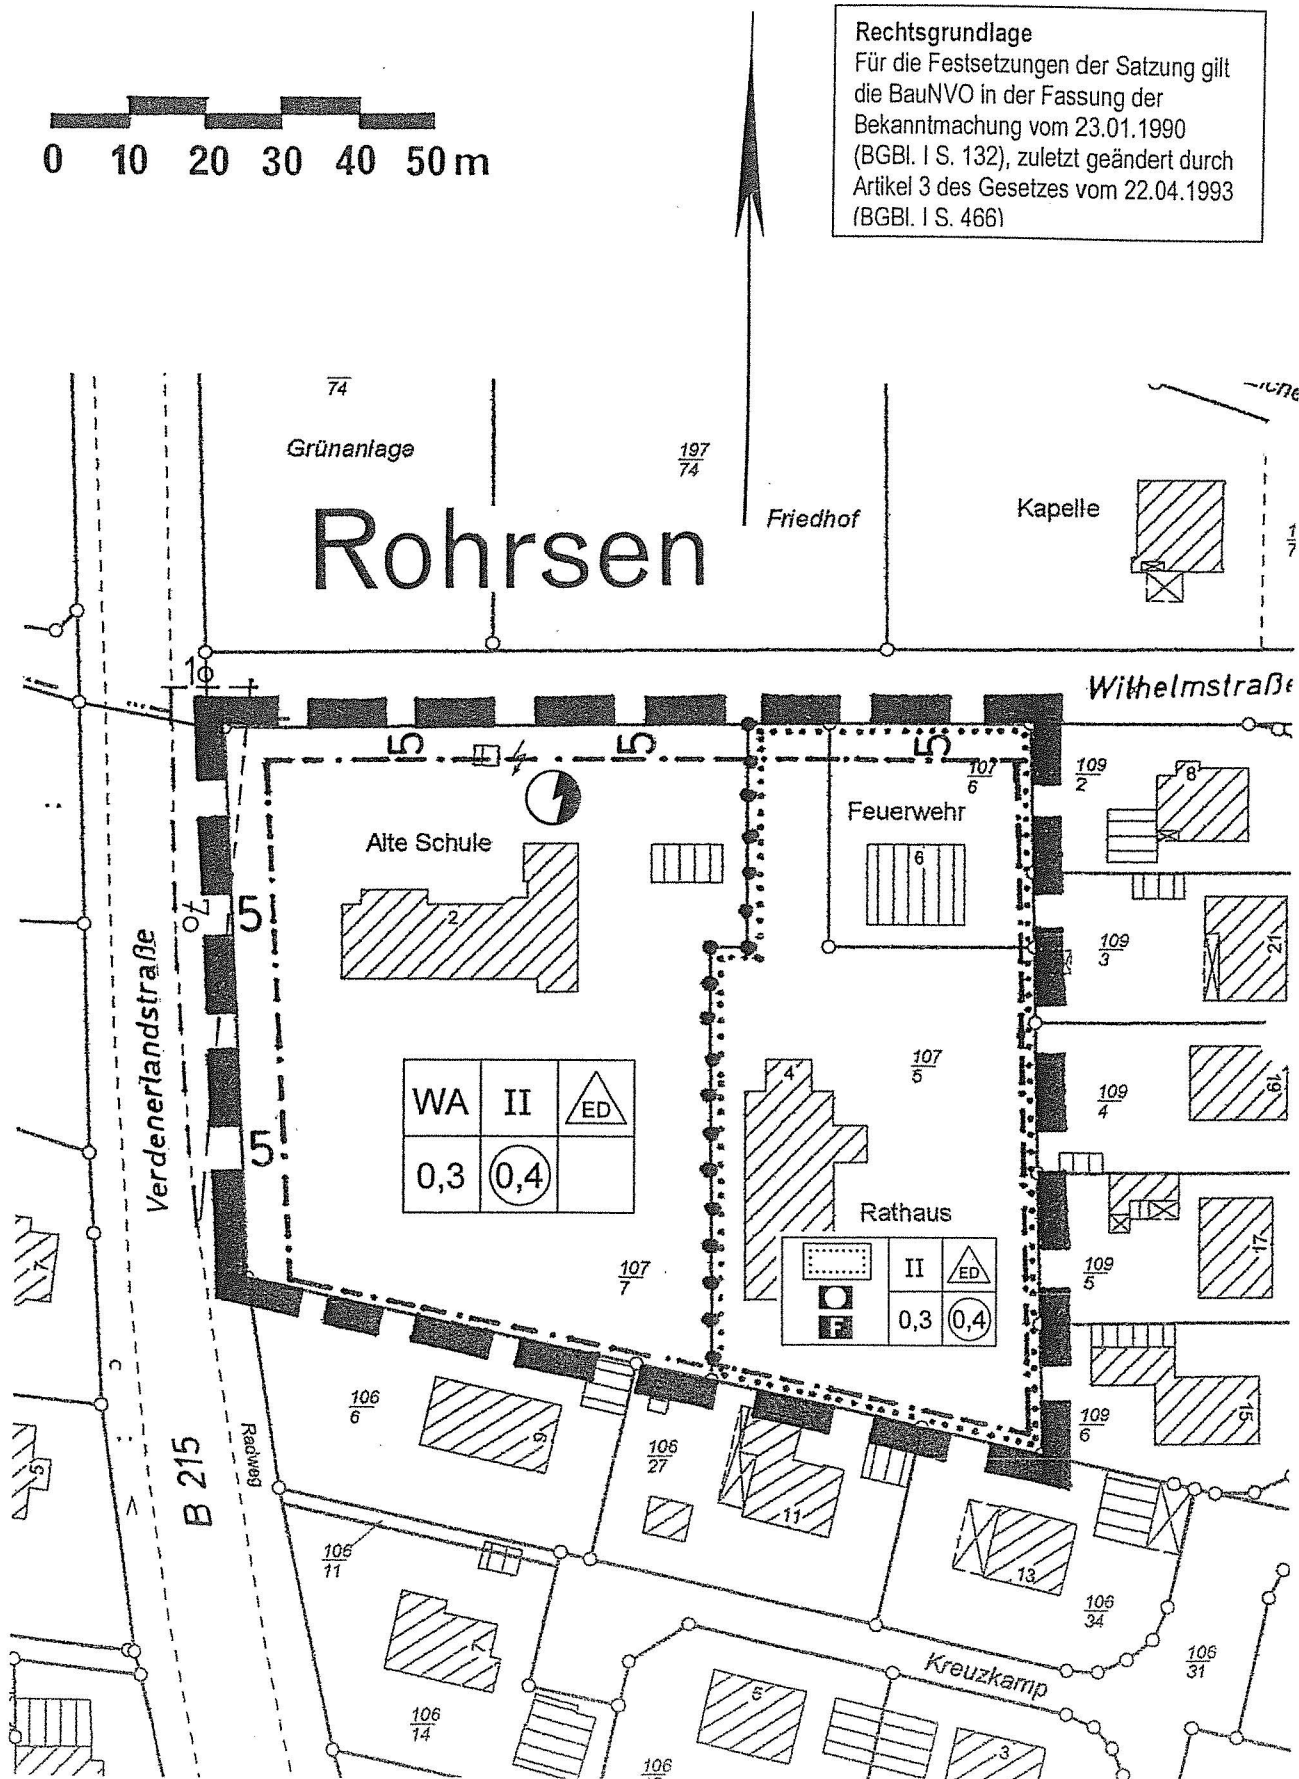 Rechtsgrundlage
Für die Festsetzungen der Satzung gilt
die BauNVO in der Fassung der
Bekanntmachung vom 23.01.1990
(BGBl. I S. 132), zuletzt geändert durch
Artikel 3 des Gesetzes vom 22.04.1993
(BGBl. I S. 466)
0 10 20 30 40 50 m
74
Grünanlage
197
74
Friedhof
Kapelle
Rohrsen
Wilhelmstraße
5 5 5
107
6
109
2
8
Feuerwehr
6
Alte Schule
2
5
109
3
21
Verdenerlandstraße
107
5
4
109
4
19
WA II ED
0,3 0,4
5
Rathaus
II ED
F 0,3 0,4
107
7
109
5
17
7
106
6
9
106
27
11
109
6
15
B 215
Radweg
5
106
11
13
106
34
7
106
14
5
Kreuzkamp
106
31
3
106